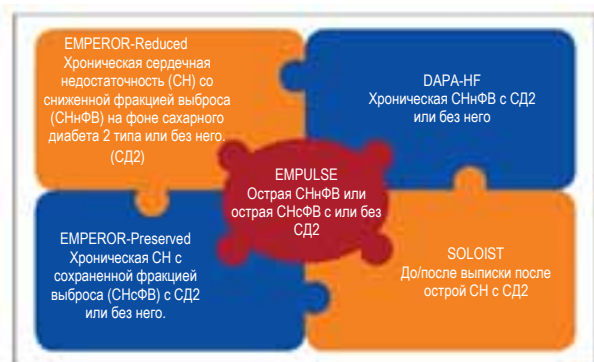 EMPEROR-Reduced
Хроническая сердечная
недостаточность (СН) со
сниженной фракцией выброса
(СНнФВ) на фоне сахарного
диабета 2 типа или без него.
(СД2)
DAPA-HF
Хроническая СНнФВ с СД2
или без него
EMPULSE
Острая СНнФВ или
острая СНсФВ с или без
СД2
EMPEROR-Preserved
Хроническая СН с
сохраненной фракцией
выброса (СНсФВ) с СД2
или без него.
SOLOIST
До/после выписки после
острой СН с СД2